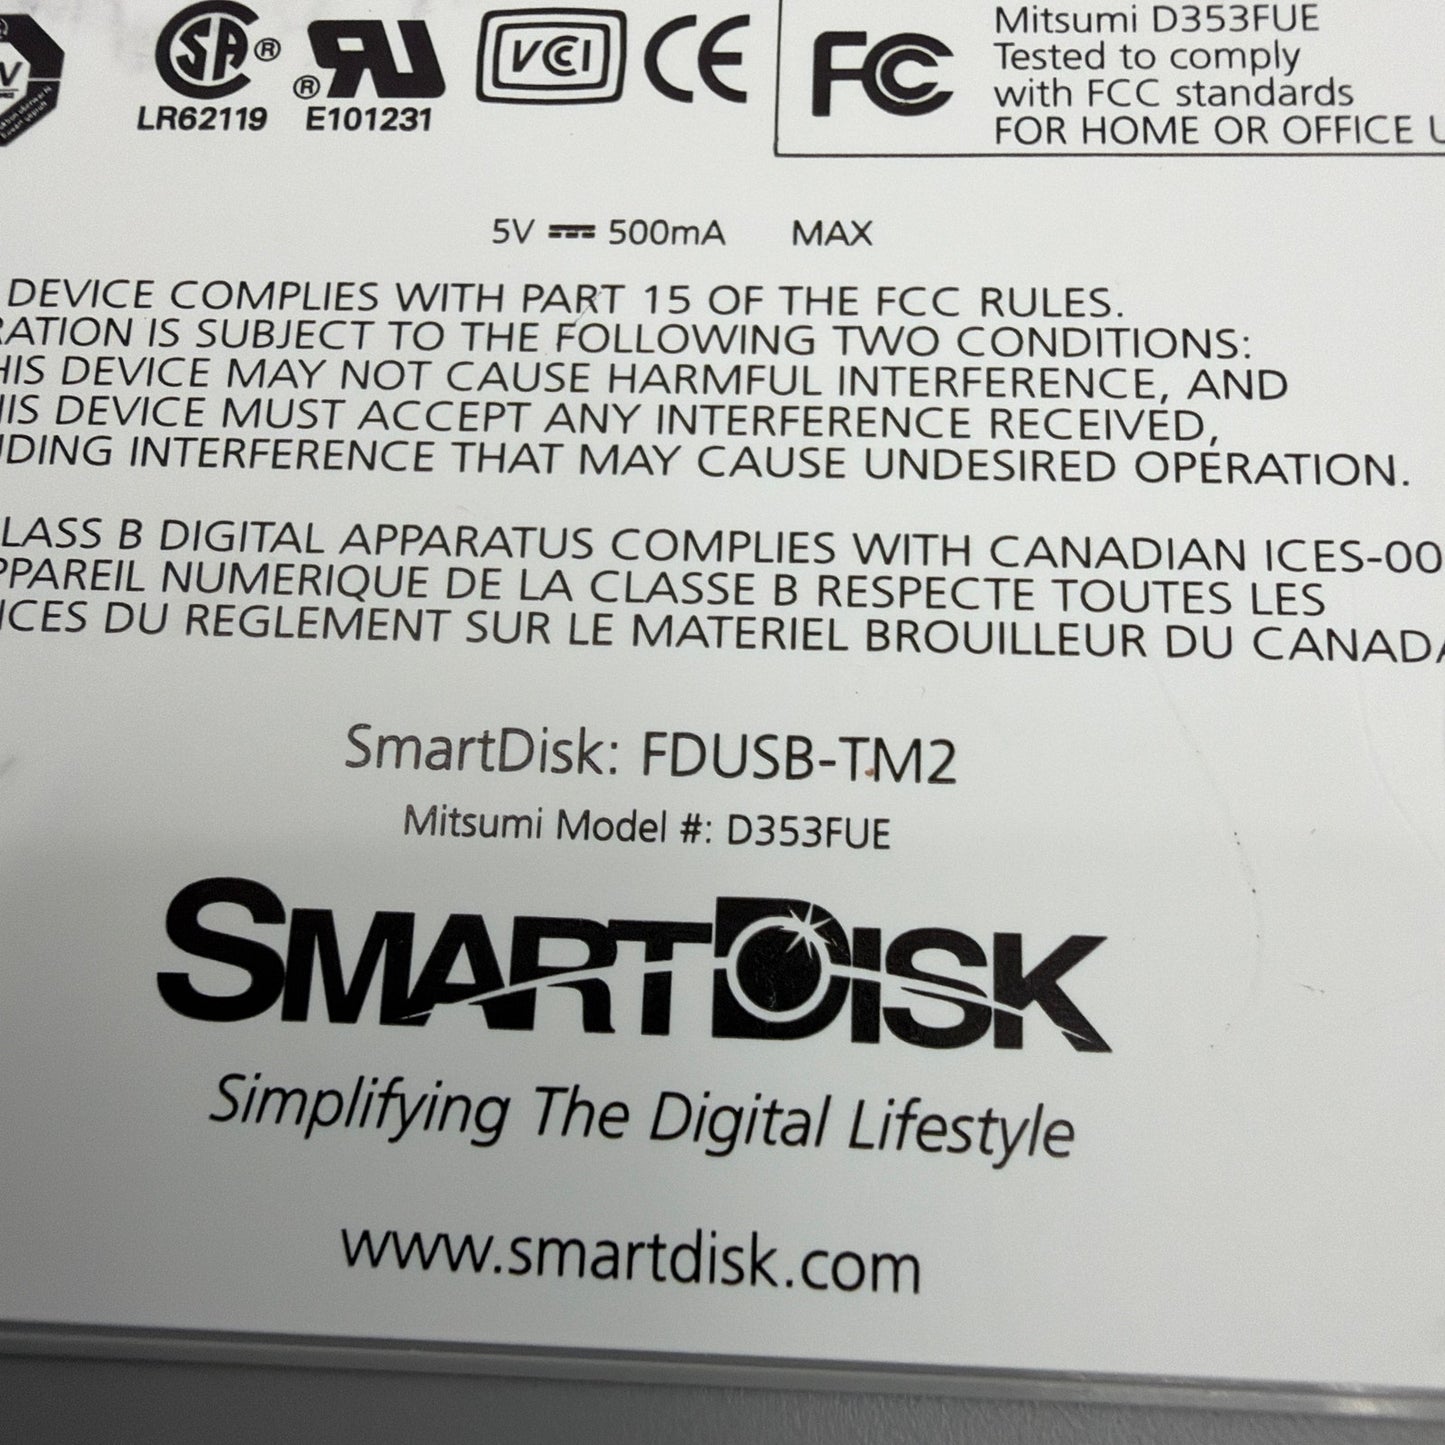 Mitsumi D353FUE
Tested to comply
with FCC standards
FOR HOME OR OFFICE
LR62119 E101231
VCCI CE FC
5V 500mA MAX
DEVICE COMPLIES WITH PART 15 OF THE FCC RULES.
RATION IS SUBJECT TO THE FOLLOWING TWO CONDITIONS:
HIS DEVICE MAY NOT CAUSE HARMFUL INTERFERENCE, AND
HIS DEVICE MUST ACCEPT ANY INTERFERENCE RECEIVED,
DING INTERFERENCE THAT MAY CAUSE UNDESIRED OPERATION.
LASS B DIGITAL APPARATUS COMPLIES WITH CANADIAN ICES-00
PPAREIL NUMERIQUE DE LA CLASSE B RESPECTE TOUTES LES
ICES DU REGLEMENT SUR LE MATERIEL BROUILLEUR DU CANADA
SmartDisk: FDUSB-TM2
Mitsumi Model #: D353FUE
SMARTDISK
Simplifying The Digital Lifestyle
www.smartdisk.com